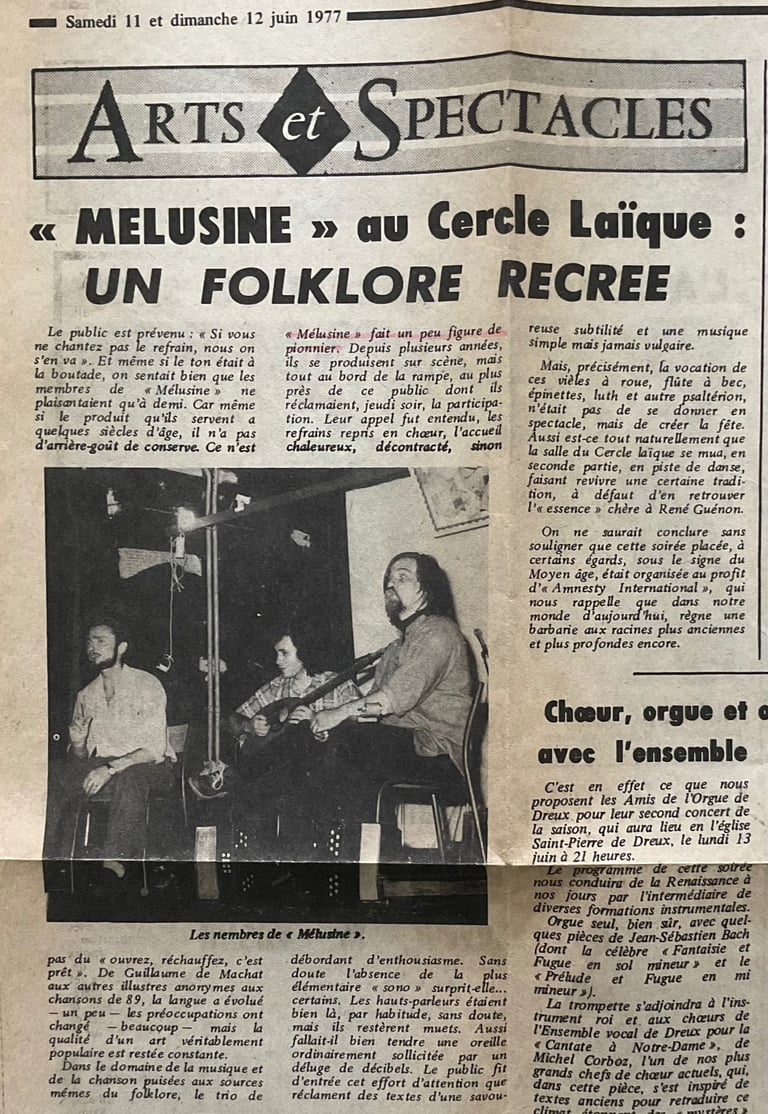 Samedi 11 et dimanche 12 juin 1977
ARTS et SPECTACLES
« MELUSINE » au Cercle Laïque :
UN FOLKLORE RECREE
Le public est prévenu : « Si vous
ne chantez pas le refrain, nous on
s'en va ». Et même si le ton était à
la boutade, on sentait bien que les
membres de « Mélusine » ne
plaisantaient qu'à demi. Car même
si le produit qu'ils servent a
quelques siècles d'âge, il n'a pas
d'arrière-goût de conserve. Ce n'est
pas du « ouvrez, réchauffez, c'est
prêt ». De Guillaume de Machat
aux autres illustres anonymes aux
chansons de 89, la langue a évolué
— un peu — les préoccupations ont
changé — beaucoup — mais la
qualité d'un art véritablement
populaire est restée constante.
Dans le domaine de la musique et
de la chanson puisées aux sources
mêmes du folklore, le trio de
« Mélusine » fait un peu figure de
pionnier. Depuis plusieurs années,
ils se produisent sur scène, mais
tout au bord de la rampe, au plus
près de ce public dont ils
réclamaient, jeudi soir, la participa-
tion. Leur appel fut entendu, les
refrains repris en chœur, l'accueil
chaleureux, décontracté, sinon
Les nembres de « Mélusine ».
débordant d'enthousiasme. Sans
doute l'absence de la plus
élémentaire « sono » surprit-elle...
certains. Les hauts-parleurs étaient
bien là, par habitude, sans doute,
mais ils restèrent muets. Aussi
fallait-il bien tendre une oreille
ordinairement sollicitée par un
déluge de décibels. Le public fit
d'entrée cet effort d'attention que
réclament des textes d'une savou-
reuse subtilité et une musique
simple mais jamais vulgaire.
Mais, précisément, la vocation de
ces vièles à roue, flûte à bec,
épinettes, luth et autre psaltérion,
n'était pas de se donner en
spectacle, mais de créer la fête.
Aussi est-ce tout naturellement que
la salle du Cercle laïque se mua, en
seconde partie, en piste de danse,
faisant revivre une certaine tradi-
tion, à défaut d'en retrouver
l'« essence » chère à René Guénon.
On ne saurait conclure sans
souligner que cette soirée placée, à
certains égards, sous le signe du
Moyen âge, était organisée au profit
d'« Amnesty International », qui
nous rappelle que dans notre
monde d'aujourd'hui, règne une
barbarie aux racines plus anciennes
et plus profondes encore.
Chœur, orgue et
avec l'ensemble
C'est en effet ce que nous
proposent les Amis de l'Orgue de
Dreux pour leur second concert de
la saison, qui aura lieu en l'église
Saint-Pierre de Dreux, le lundi 13
juin à 21 heures.
Le programme de cette soirée
nous conduira de la Renaissance à
nos jours par l'intermédiaire de
diverses formations instrumentales.
Orgue seul, bien sûr, avec quel-
ques pièces de Jean-Sébastien Bach
(dont la célèbre « Fantaisie et
Fugue en sol mineur » et le
« Prélude et Fugue en mi
mineur »).
La trompette s'adjoindra à l'ins-
trument roi et aux chœurs de
l'Ensemble vocal de Dreux pour la
« Cantate à Notre-Dame », de
Michel Corboz, l'un de nos plus
grands chefs de chœur actuels, qui,
dans cette pièce, s'est inspiré de
textes anciens pour retraduire ce
climat des « mystères »